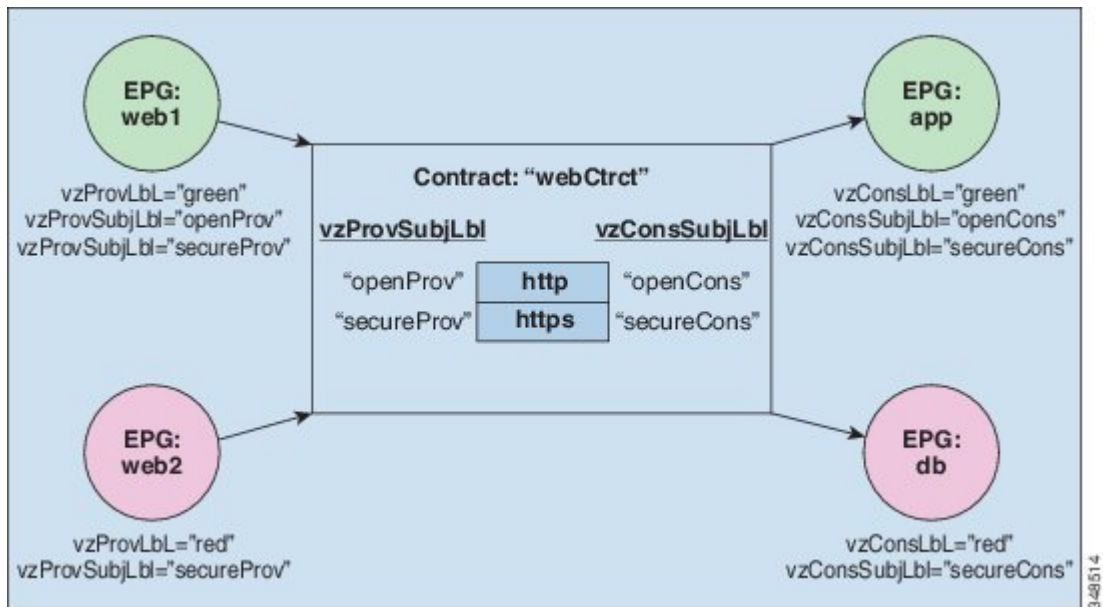 EPG:
web1
vzProvLbL="green"
vzProvSubjLbl="openProv"
vzProvSubjLbl="secureProv"
EPG:
app
vzConsLbL="green"
vzConsSubjLbl="openCons"
vzConsSubjLbl="secureCons"
Contract: “webCtrct”
vzProvSubjLbl vzConsSubjLbl
“openProv” http “openCons”
“secureProv” https “secureCons”
EPG:
web2
vzProvLbL="red"
vzProvSubjLbl="secureProv"
EPG:
db
vzConsLbL="red"
vzConsSubjLbl="secureCons"
348514